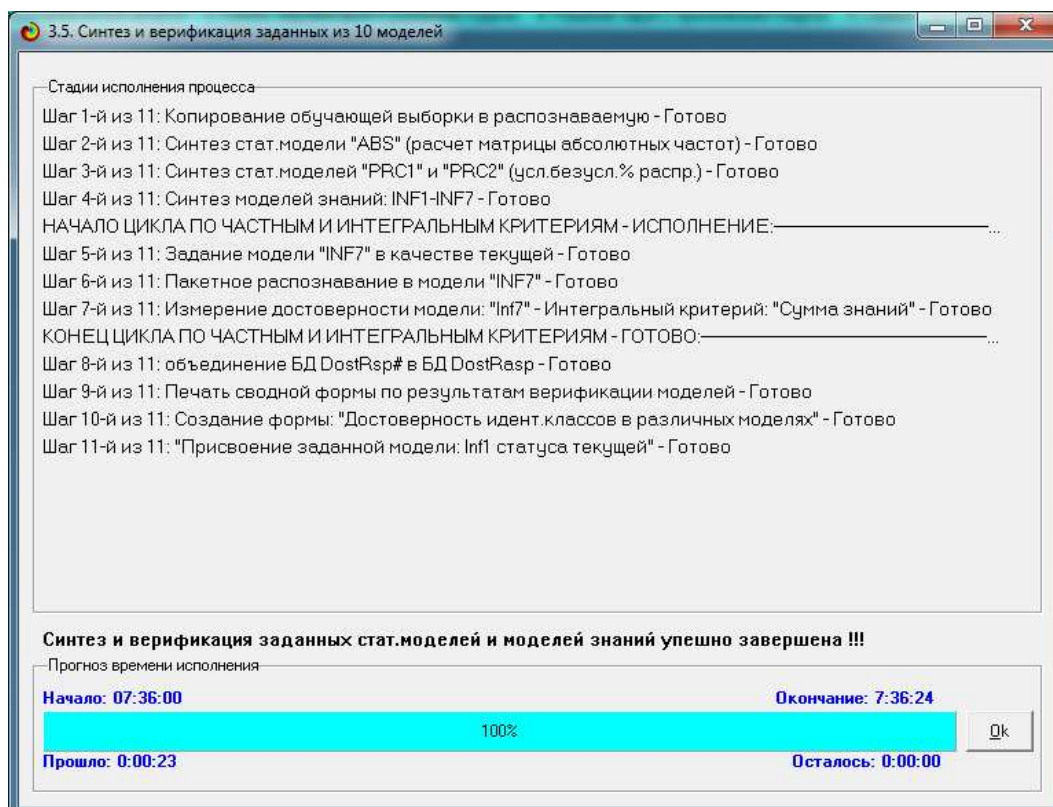 3.5. Синтез и верификация заданных из 10 моделей
Стадии исполнения процесса
Шаг 1-й из 11: Копирование обучающей выборки в распознаваемую - Готово
Шаг 2-й из 11: Синтез стат.модели "ABS" (расчет матрицы абсолютных частот) - Готово
Шаг 3-й из 11: Синтез стат.моделей "PRC1" и "PRC2" (усл.безусл.% распр.) - Готово
Шаг 4-й из 11: Синтез моделей знаний: INF1-INF7 - Готово
НАЧАЛО ЦИКЛА ПО ЧАСТНЫМ И ИНТЕГРАЛЬНЫМ КРИТЕРИЯМ - ИСПОЛНЕНИЕ:——————————...
Шаг 5-й из 11: Задание модели "INF7" в качестве текущей - Готово
Шаг 6-й из 11: Пакетное распознавание в модели "INF7" - Готово
Шаг 7-й из 11: Измерение достоверности модели: "Inf7" - Интегральный критерий: "Сумма знаний" - Готово
КОНЕЦ ЦИКЛА ПО ЧАСТНЫМ И ИНТЕГРАЛЬНЫМ КРИТЕРИЯМ - ГОТОВО:——————————————...
Шаг 8-й из 11: объединение БД DostRsp# в БД DostRasp - Готово
Шаг 9-й из 11: Печать сводной формы по результатам верификации моделей - Готово
Шаг 10-й из 11: Создание формы: "Достоверность идент.классов в различных моделях" - Готово
Шаг 11-й из 11: "Присвоение заданной модели: Inf1 статуса текущей" - Готово
Синтез и верификация заданных стат.моделей и моделей знаний упешно завершена !!!
Прогноз времени исполнения
Начало: 07:36:00 Окончание: 7:36:24
100% Ok
Прошло: 0:00:23 Осталось: 0:00:00